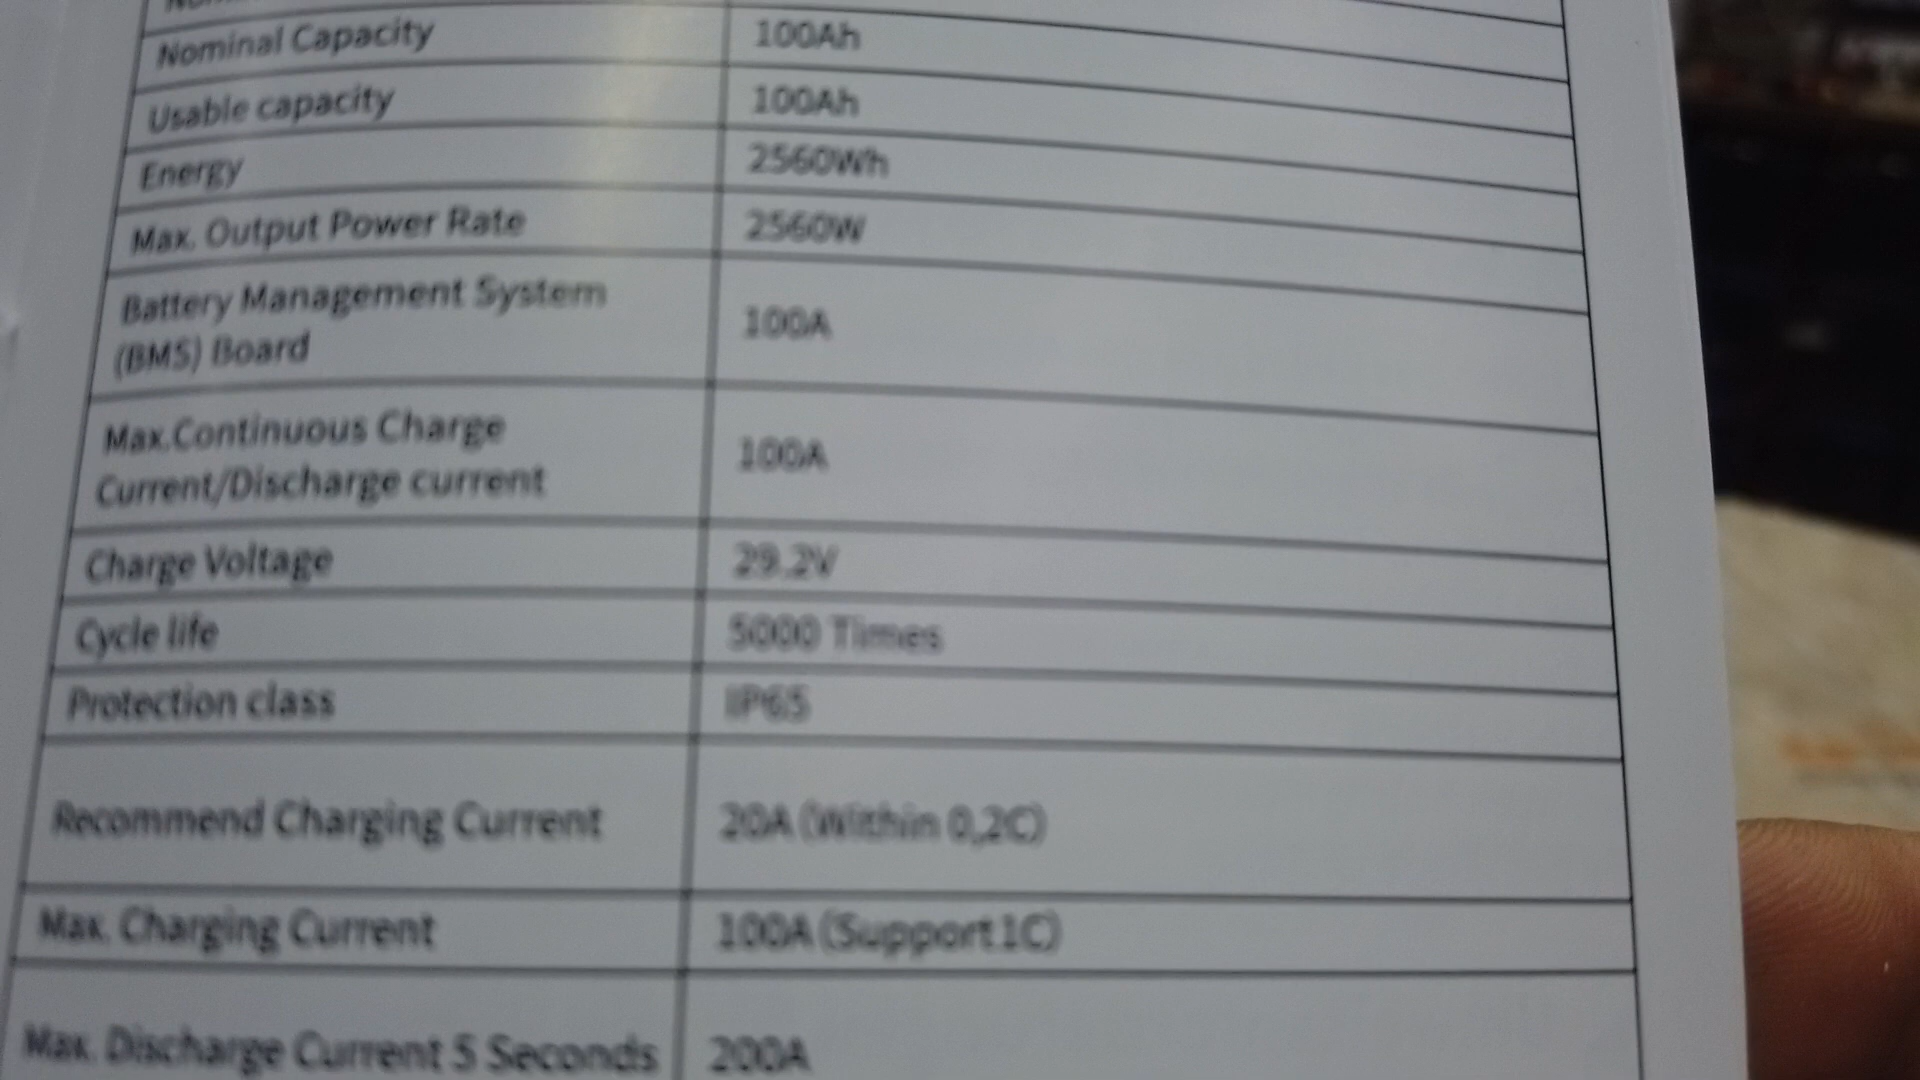 Nominal Capacity 100Ah
Usable capacity 100Ah
Energy 2560Wh
Max. Output Power Rate 2560W
Battery Management System
(BMS) Board 100A
Max.Continuous Charge
Current/Discharge current 100A
Charge Voltage 29.2V
Cycle life 5000 Times
Protection class IP65
Recommend Charging Current 20A (Within 0,2C)
Max. Charging Current 100A (Support 1C)
Max. Discharge Current 5 Seconds 200A